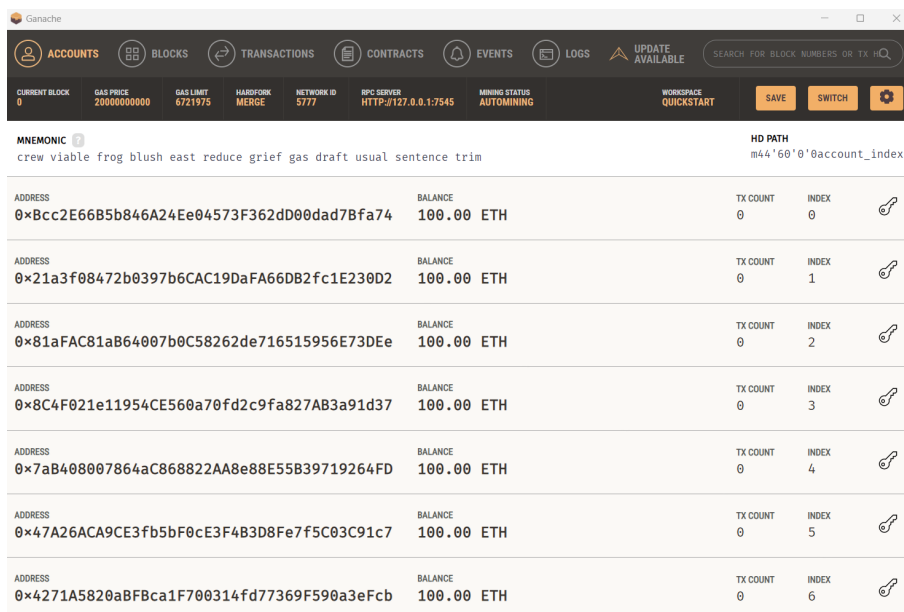 Ganache
ACCOUNTS BLOCKS TRANSACTIONS CONTRACTS EVENTS LOGS UPDATE AVAILABLE SEARCH FOR BLOCK NUMBERS OR TX H
CURRENT BLOCK GAS PRICE GAS LIMIT HARDFORK NETWORK ID RPC SERVER MINING STATUS WORKSPACE
0 20000000000 6721975 MERGE 5777 HTTP://127.0.0.1:7545 AUTOMINING QUICKSTART SAVE SWITCH
MNEMONIC ? HD PATH
crew viable frog blush east reduce grief gas draft usual sentence trim m44'60'0'0account_index
ADDRESS BALANCE TX COUNT INDEX
0×Bcc2E66B5b846A24Ee04573F362dD00dad7Bfa74 100.00 ETH 0 0
ADDRESS BALANCE TX COUNT INDEX
0×21a3f08472b0397b6CAC19DaFA66DB2fc1E230D2 100.00 ETH 0 1
ADDRESS BALANCE TX COUNT INDEX
0×81aFAC81aB64007b0C58262de716515956E73DEe 100.00 ETH 0 2
ADDRESS BALANCE TX COUNT INDEX
0×8C4F021e11954CE560a70fd2c9fa827AB3a91d37 100.00 ETH 0 3
ADDRESS BALANCE TX COUNT INDEX
0×7aB408007864aC868822AA8e88E55B39719264FD 100.00 ETH 0 4
ADDRESS BALANCE TX COUNT INDEX
0×47A26ACA9CE3fb5bF0cE3F4B3D8Fe7f5C03C91c7 100.00 ETH 0 5
ADDRESS BALANCE TX COUNT INDEX
0×4271A5820aBFBca1F700314fd77369F590a3eFcb 100.00 ETH 0 6